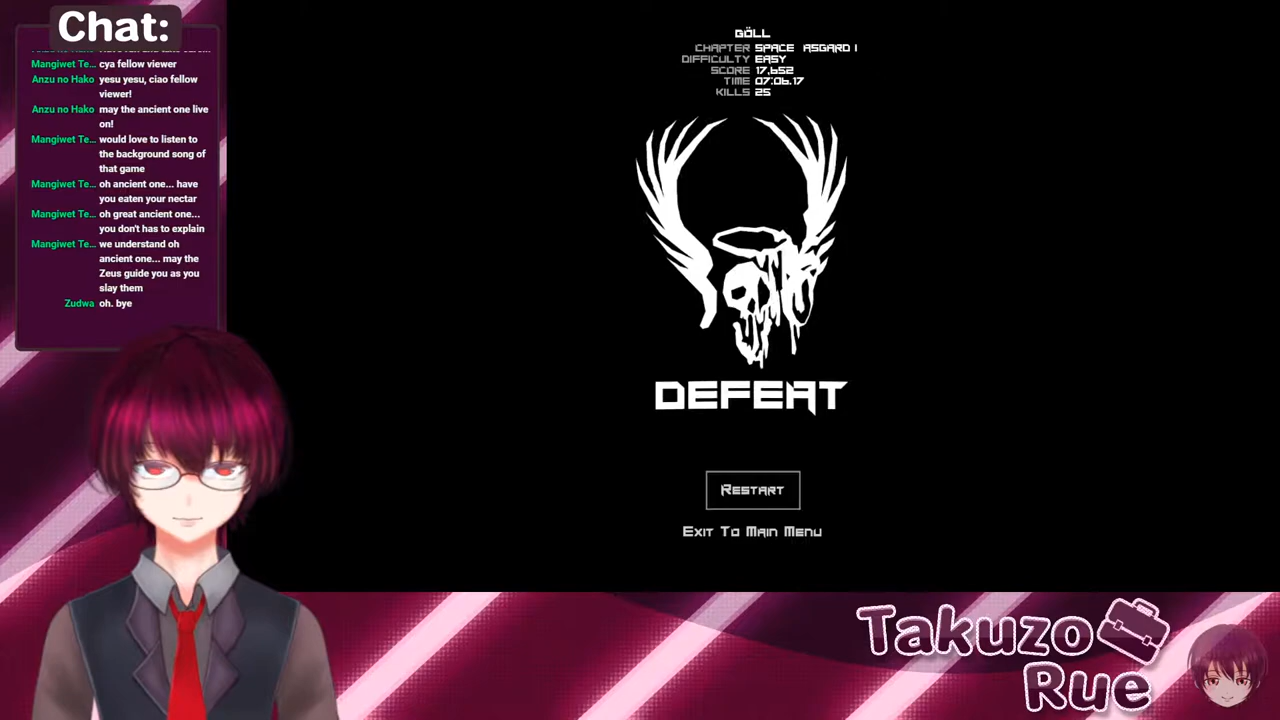 Chat:
Mangiwet Te... cya fellow viewer
Anzu no Hako yesu yesu, ciao fellow
viewer!
Anzu no Hako may the ancient one live
on!
Mangiwet Te... would love to listen to
the background song of
that game
Mangiwet Te... oh ancient one... have
you eaten your nectar
Mangiwet Te... oh great ancient one...
you don't has to explain
Mangiwet Te... we understand oh
ancient one... may the
Zeus guide you as you
slay them
Zudwa oh. bye
GÖLL
CHAPTER SPACE ASGARD I
DIFFICULTY EASY
SCORE 17,652
TIME 07:06.17
KILLS 25
DEFEAT
RESTART
EXIT TO MAIN MENU
Takuzo
Rue